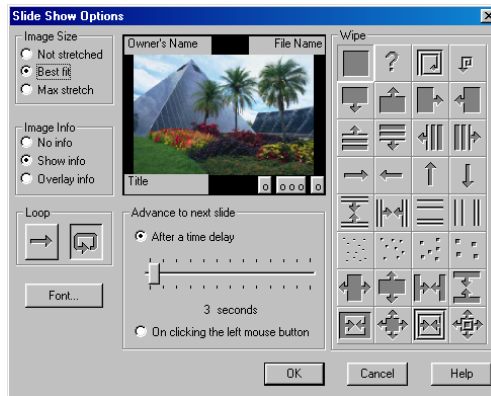 Slide Show Options
Image Size
Not stretched
Best fit
Max stretch
Image Info
No info
Show info
Overlay info
Loop
Font...
Owner's Name
File Name
Title
o
o o o
o
Advance to next slide
After a time delay
3 seconds
On clicking the left mouse button
Wipe
?
OK
Cancel
Help